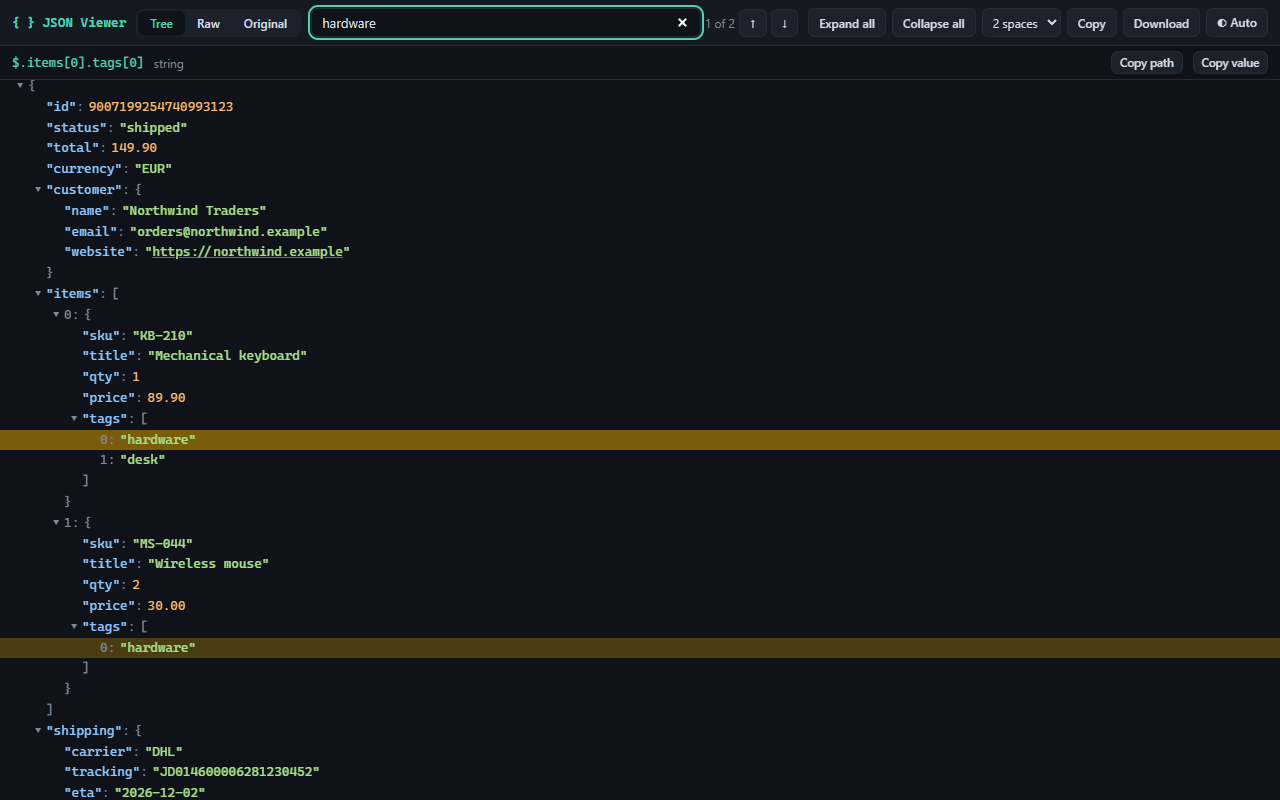 { } JSON Viewer Tree Raw Original hardware × 1 of 2 ↑ ↓ Expand all Collapse all 2 spaces Copy Download ◐ Auto
$.items[0].tags[0] string Copy path Copy value
{
"id": 9007199254740993123
"status": "shipped"
"total": 149.90
"currency": "EUR"
"customer": {
"name": "Northwind Traders"
"email": "orders@northwind.example"
"website": "https://northwind.example"
}
"items": [
0: {
"sku": "KB-210"
"title": "Mechanical keyboard"
"qty": 1
"price": 89.90
"tags": [
0: "hardware"
1: "desk"
]
}
1: {
"sku": "MS-044"
"title": "Wireless mouse"
"qty": 2
"price": 30.00
"tags": [
0: "hardware"
]
}
]
"shipping": {
"carrier": "DHL"
"tracking": "JD014600006281230452"
"eta": "2026-12-02"